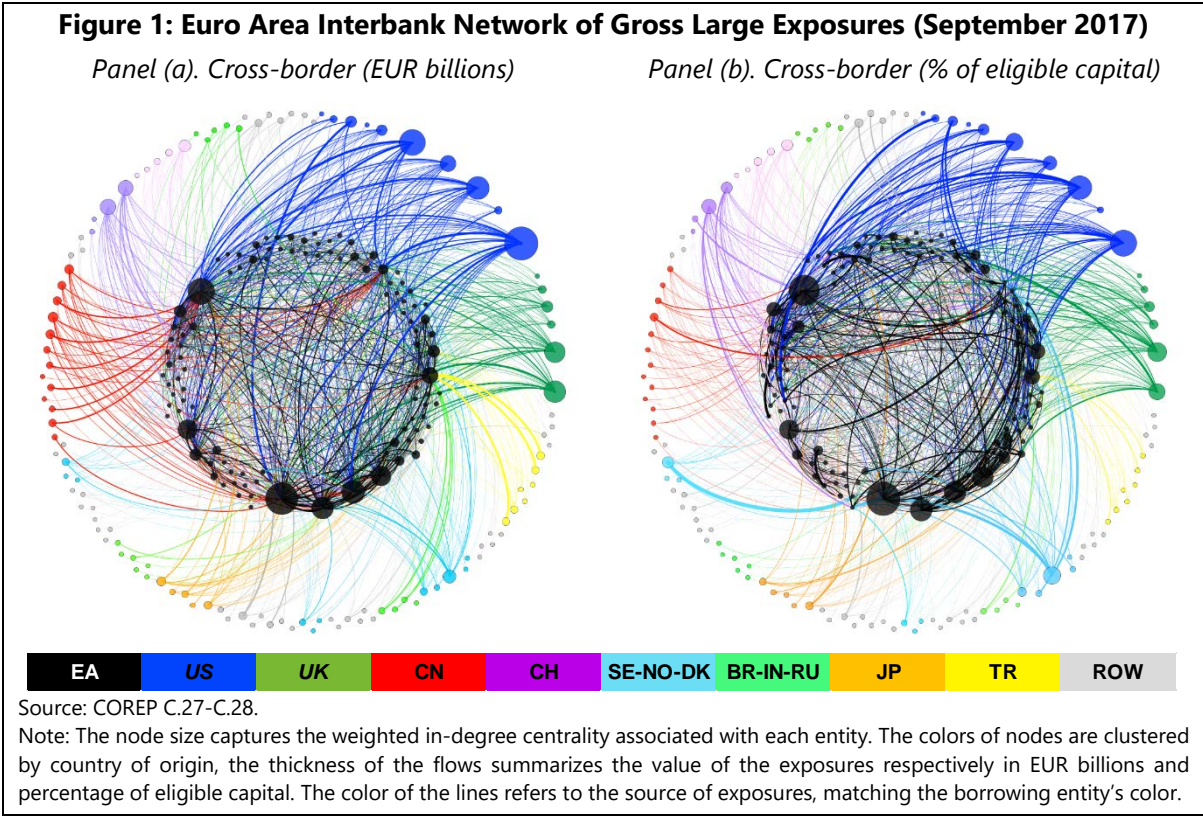 Figure 1: Euro Area Interbank Network of Gross Large Exposures (September 2017)
Panel (a). Cross-border (EUR billions)
Panel (b). Cross-border (% of eligible capital)
EA US UK CN CH SE-NO-DK BR-IN-RU JP TR ROW
Source: COREP C.27-C.28.
Note: The node size captures the weighted in-degree centrality associated with each entity. The colors of nodes are clustered
by country of origin, the thickness of the flows summarizes the value of the exposures respectively in EUR billions and
percentage of eligible capital. The color of the lines refers to the source of exposures, matching the borrowing entity’s color.